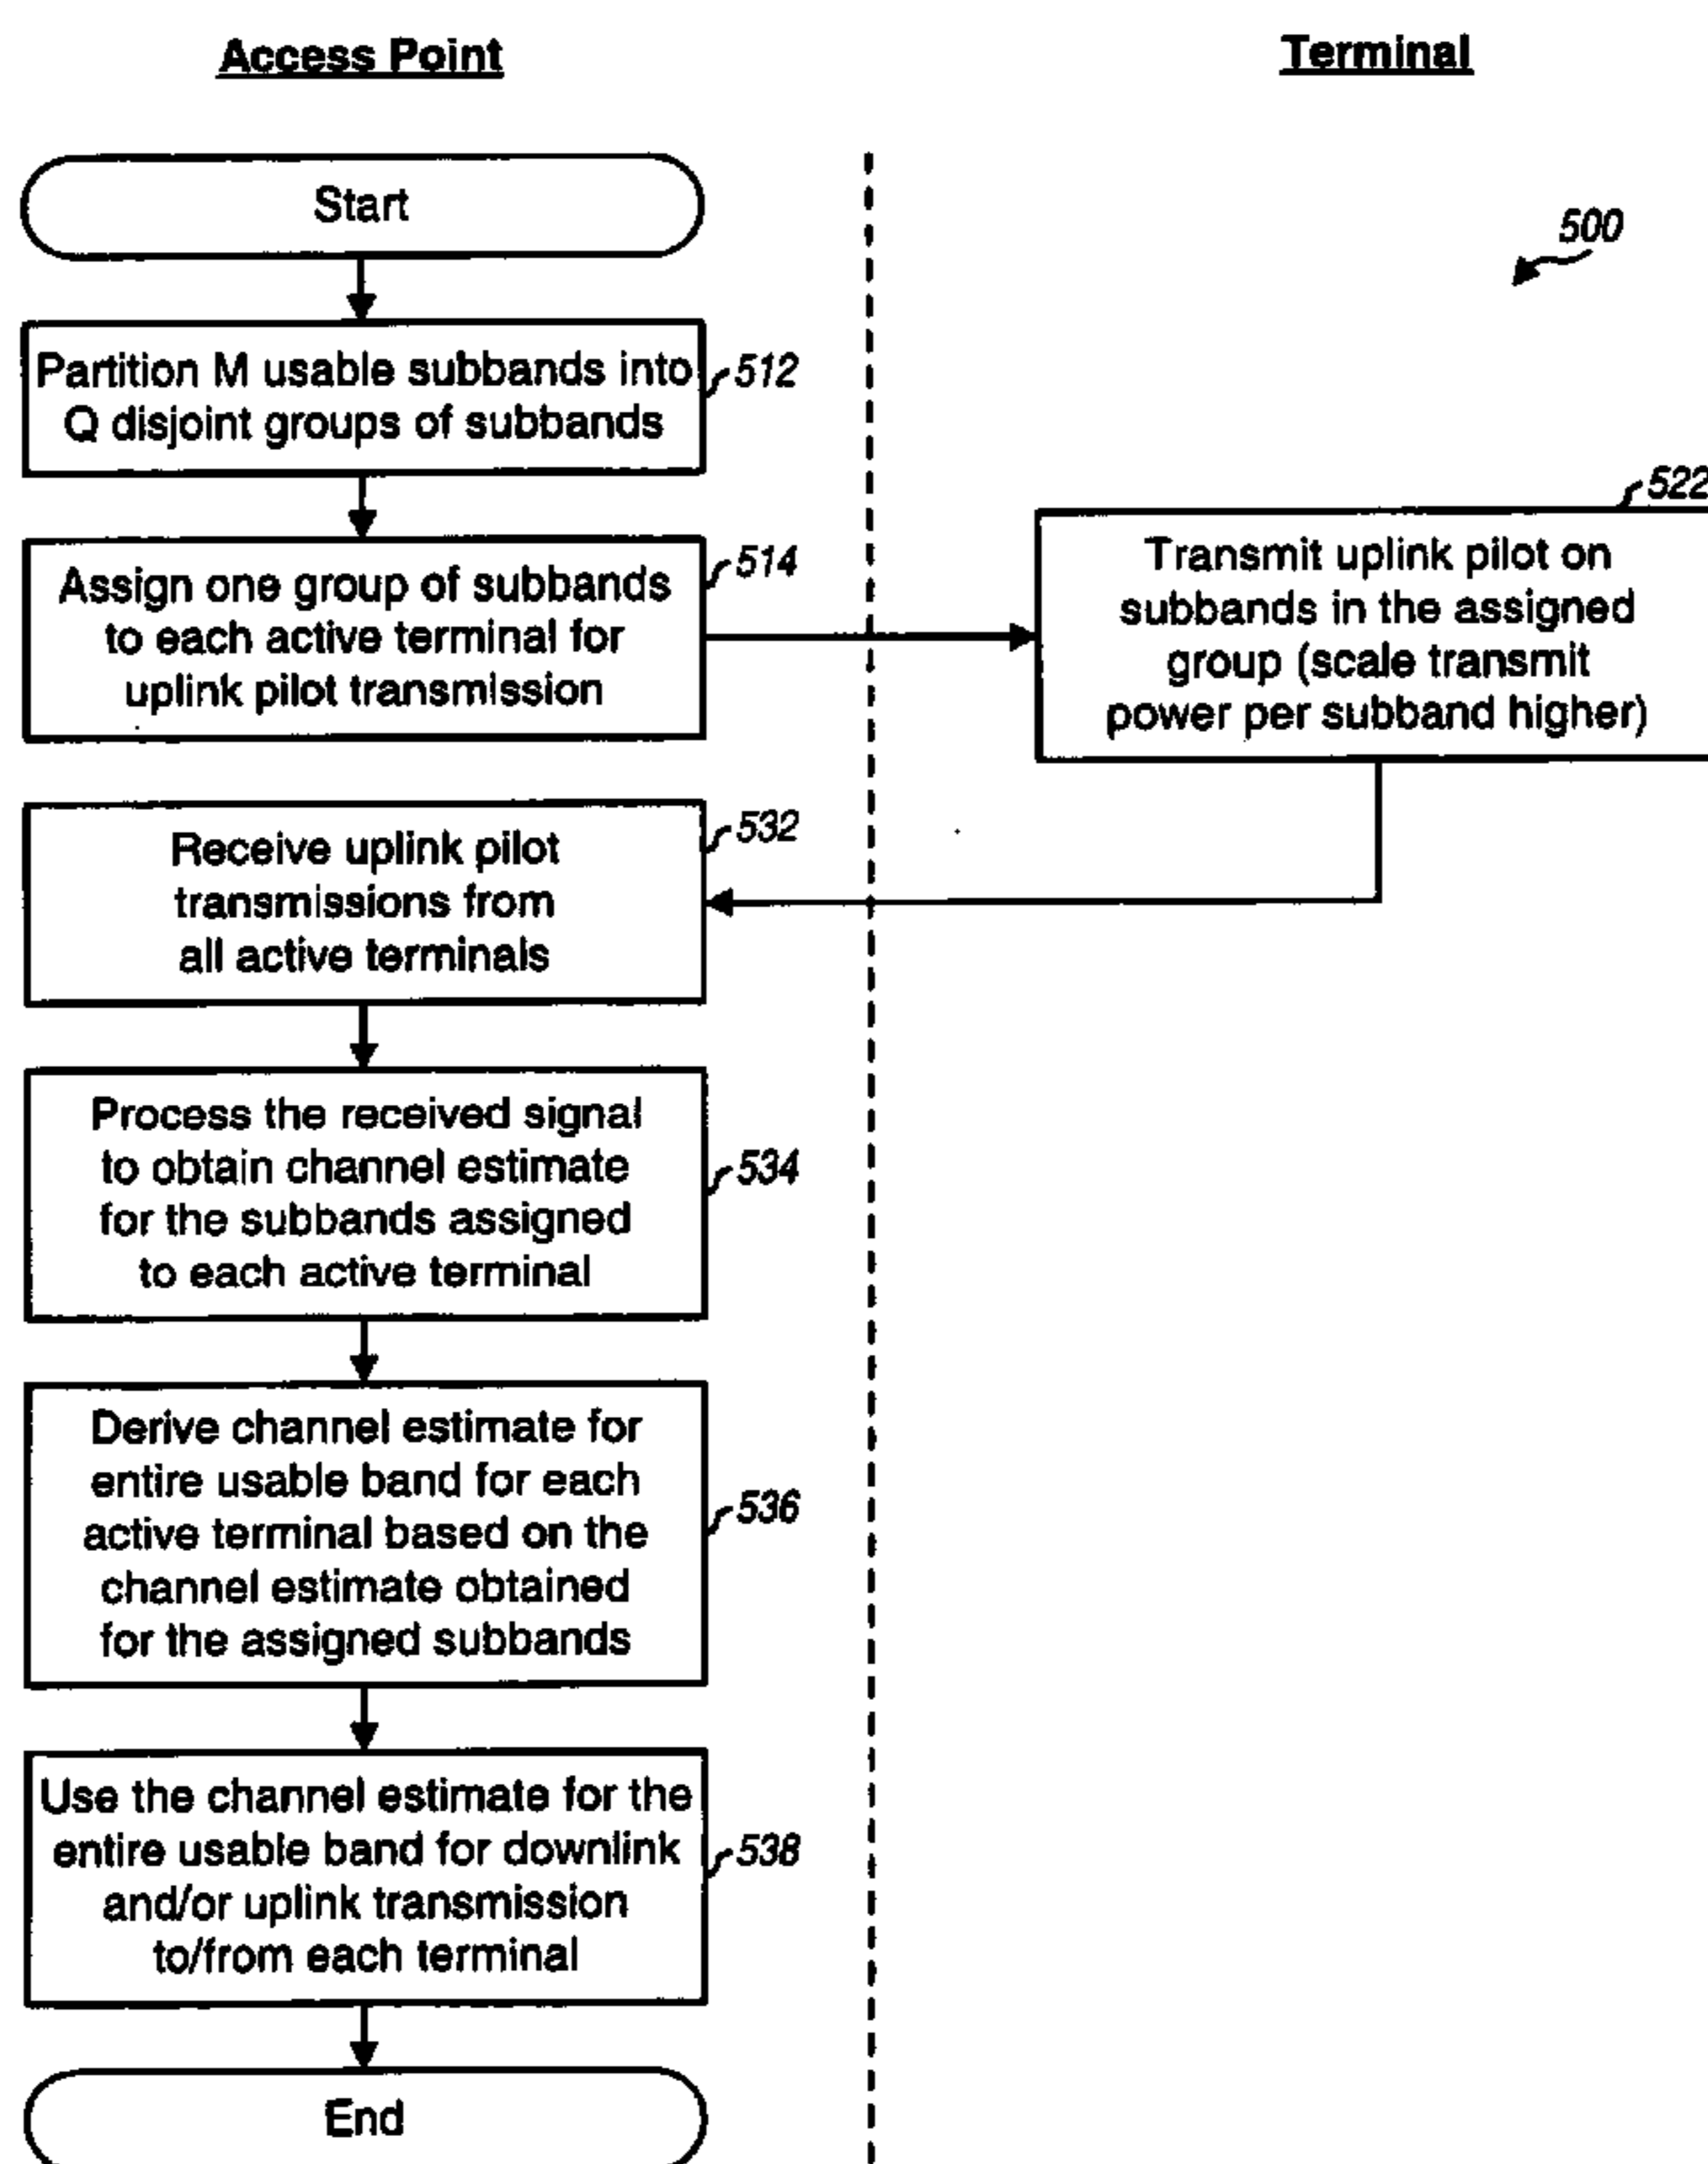 Access Point
Terminal
Start
500
Partition M usable subbands into
Q disjoint groups of subbands
512
522
Assign one group of subbands
to each active terminal for
uplink pilot transmission
514
Transmit uplink pilot on
subbands in the assigned
group (scale transmit
power per subband higher)
Receive uplink pilot
transmissions from
all active terminals
532
Process the received signal
to obtain channel estimate
for the subbands assigned
to each active terminal
534
Derive channel estimate for
entire usable band for each
active terminal based on the
channel estimate obtained
for the assigned subbands
536
Use the channel estimate for the
entire usable band for downlink
and/or uplink transmission
to/from each terminal
538
End